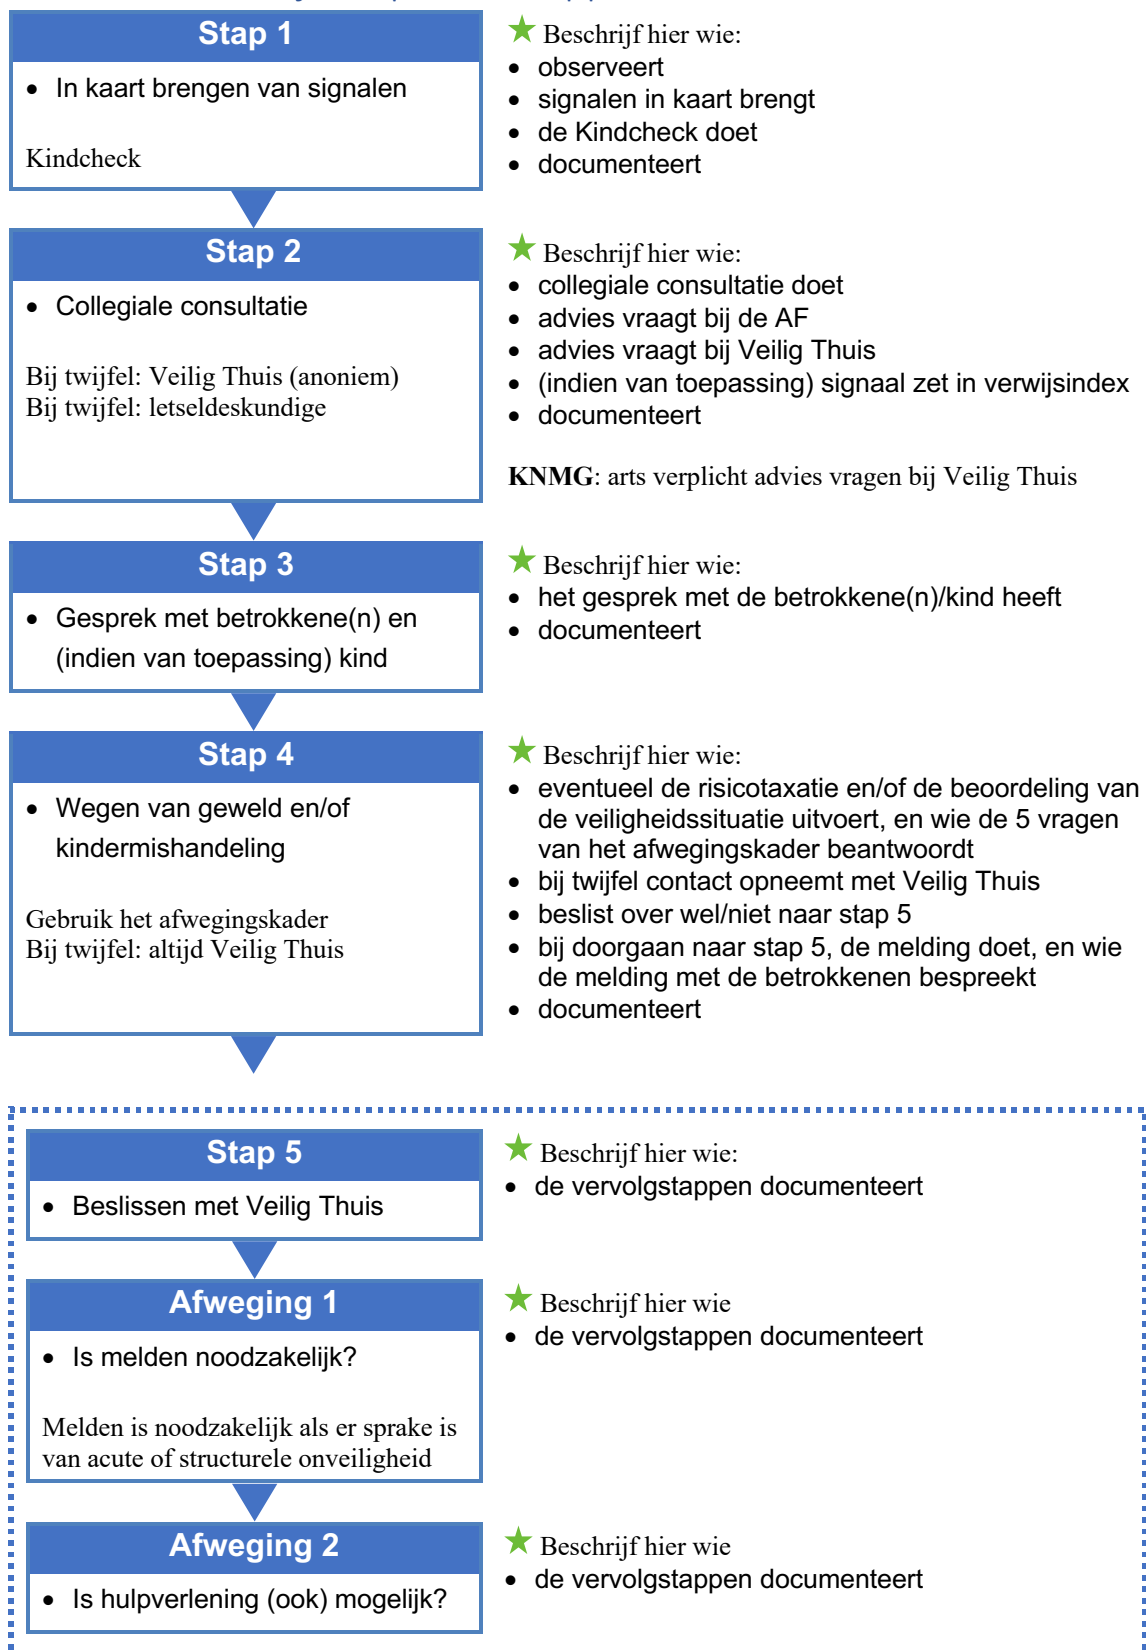 Stap 1
• In kaart brengen van signalen
Kindcheck
Beschrijf hier wie:
• observeert
• signalen in kaart brengt
• de Kindcheck doet
• documenteert
Stap 2
• Collegiale consultatie
Bij twijfel: Veilig Thuis (anoniem)
Bij twijfel: letseldeskundige
Beschrijf hier wie:
• collegiale consultatie doet
• advies vraagt bij de AF
• advies vraagt bij Veilig Thuis
• (indien van toepassing) signaal zet in verwijsindex
• documenteert
KNMG: arts verplicht advies vragen bij Veilig Thuis
Stap 3
• Gesprek met betrokkene(n) en
(indien van toepassing) kind
Beschrijf hier wie:
• het gesprek met de betrokkene(n)/kind heeft
• documenteert
Stap 4
• Wegen van geweld en/of
kindermishandeling
Gebruik het afwegingskader
Bij twijfel: altijd Veilig Thuis
Beschrijf hier wie:
• eventueel de risicotaxatie en/of de beoordeling van
de veiligheidssituatie uitvoert, en wie de 5 vragen
van het afwegingskader beantwoordt
• bij twijfel contact opneemt met Veilig Thuis
• beslist over wel/niet naar stap 5
• bij doorgaan naar stap 5, de melding doet, en wie
de melding met de betrokkenen bespreekt
• documenteert
Stap 5
• Beslissen met Veilig Thuis
Beschrijf hier wie:
• de vervolgstappen documenteert
Afweging 1
• Is melden noodzakelijk?
Melden is noodzakelijk als er sprake is
van acute of structurele onveiligheid
Beschrijf hier wie
• de vervolgstappen documenteert
Afweging 2
• Is hulpverlening (ook) mogelijk?
Beschrijf hier wie
• de vervolgstappen documenteert